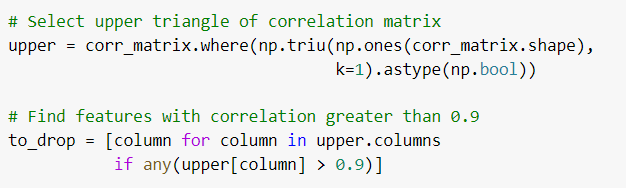 # Select upper triangle of correlation matrix
upper = corr_matrix.where(np.triu(np.ones(corr_matrix.shape),
                                  k=1).astype(np.bool))

# Find features with correlation greater than 0.9
to_drop = [column for column in upper.columns
           if any(upper[column] > 0.9)]